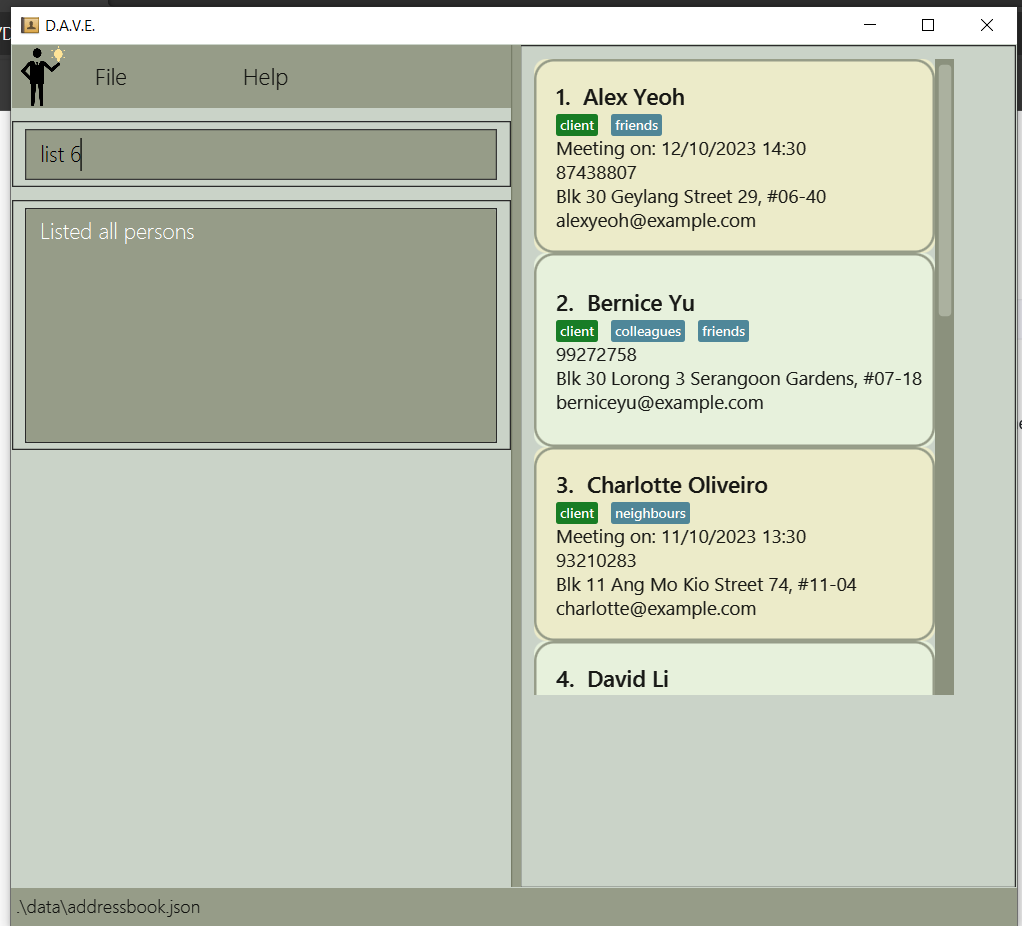 D.A.V.E.
File Help
list 6
Listed all persons
1. Alex Yeoh
client friends
Meeting on: 12/10/2023 14:30
87438807
Blk 30 Geylang Street 29, #06-40
alexyeoh@example.com
2. Bernice Yu
client colleagues friends
99272758
Blk 30 Lorong 3 Serangoon Gardens, #07-18
berniceyu@example.com
3. Charlotte Oliveiro
client neighbours
Meeting on: 11/10/2023 13:30
93210283
Blk 11 Ang Mo Kio Street 74, #11-04
charlotte@example.com
4. David Li
.\data\addressbook.json